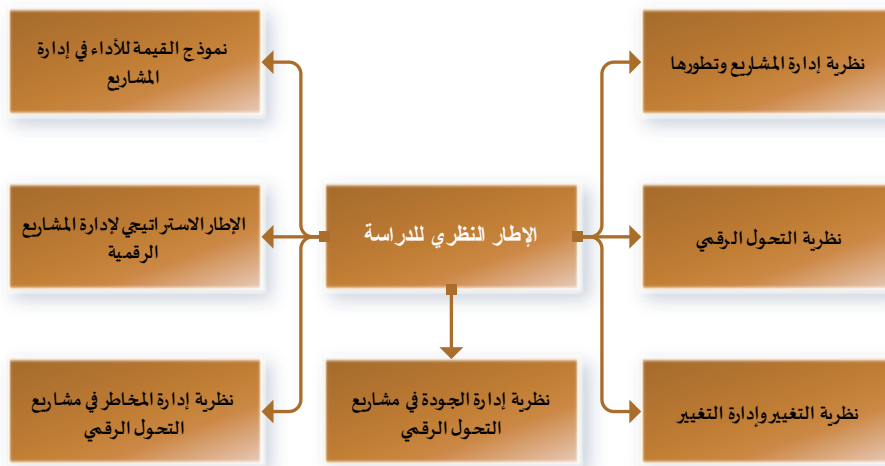 نظرية إدارة المشاريع وتطورها
نموذج القيمة للأداء في إدارة
المشاريع
نظرية التحول الرقمي
الإطار النظري للدراسة
الإطار الاستراتيجي لإدارة المشاريع
الرقمية
نظرية التغيير وإدارة التغيير
نظرية إدارة الجودة في مشاريع
التحول الرقمي
نظرية إدارة المخاطر في مشاريع
التحول الرقمي